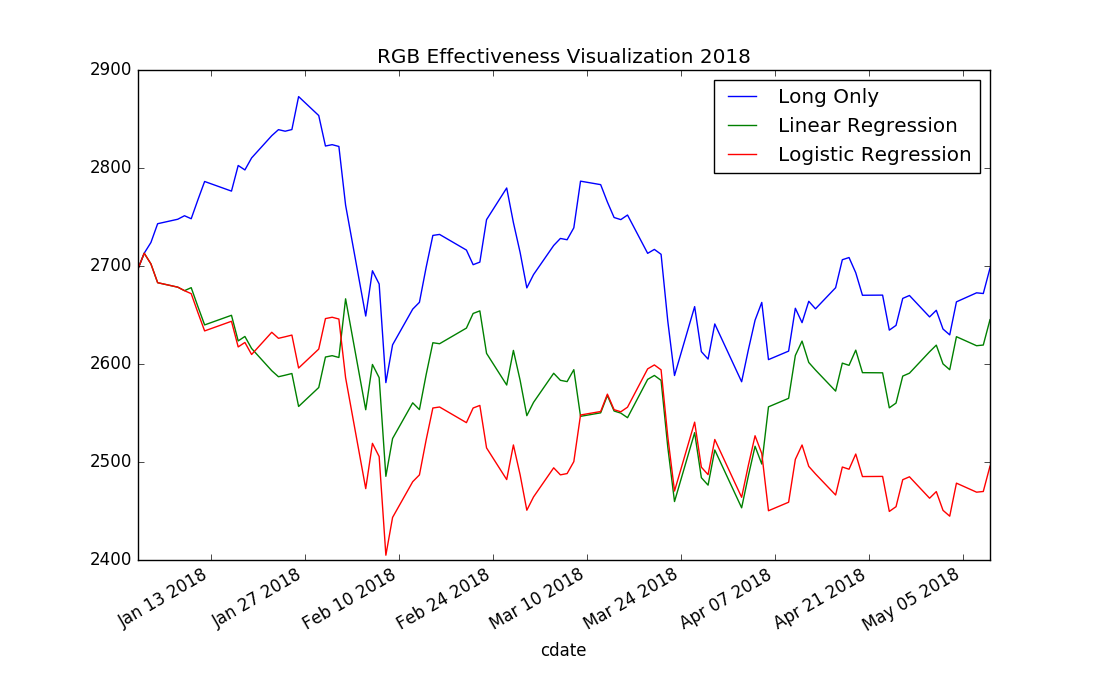 RGB Effectiveness Visualization 2018
2900
2800
2700
2600
2500
2400
Long Only
Linear Regression
Logistic Regression
Jan 13 2018
Jan 27 2018
Feb 10 2018
Feb 24 2018
Mar 10 2018
Mar 24 2018
Apr 07 2018
Apr 21 2018
May 05 2018
cdate